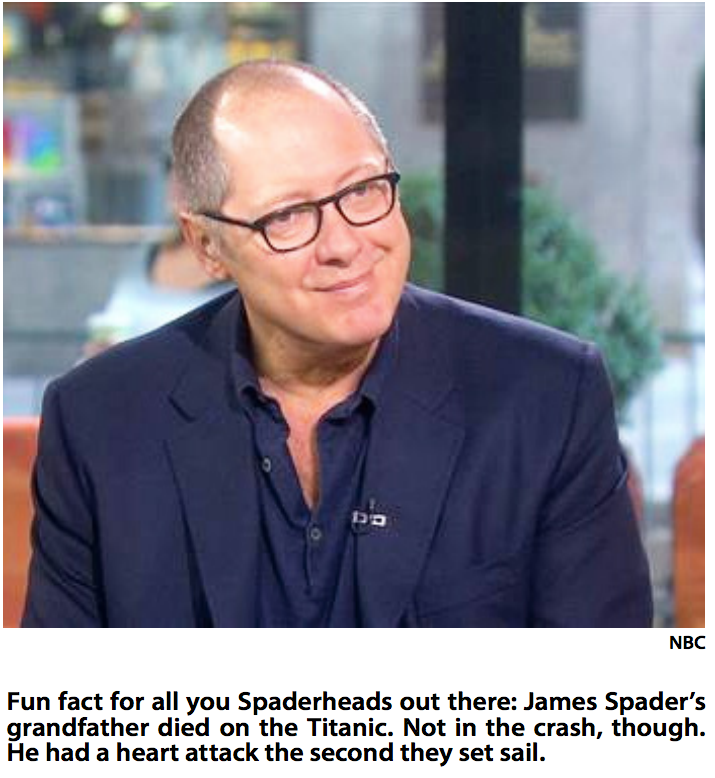 NBC
Fun fact for all you Spaderheads out there: James Spader’s
grandfather died on the Titanic. Not in the crash, though.
He had a heart attack the second they set sail.